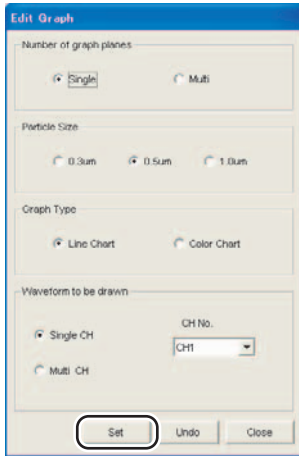 Edit Graph
Number of graph planes
Single Multi
Particle Size
0.3um 0.5um 1.0um
Graph Type
Line Chart Color Chart
Waveform to be drawn
CH No.
Single CH
CH1
Multi CH
Set Undo Close